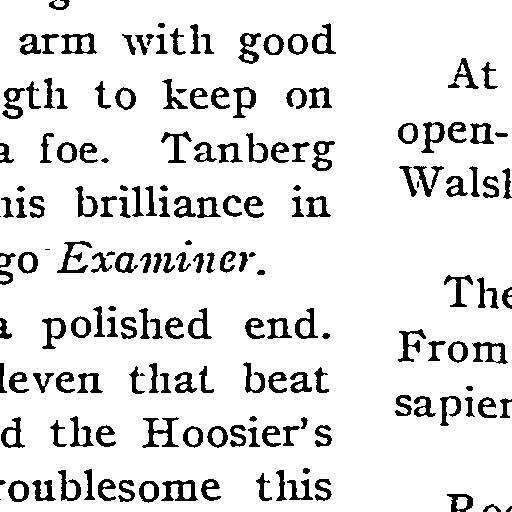 arm with good
gth to keep on
a foe. Tanberg
his brilliance in
go Examiner.
a polished end.
leven that beat
d the Hoosier's
roublesome this
At
open-
Walsh
The
From
sapien